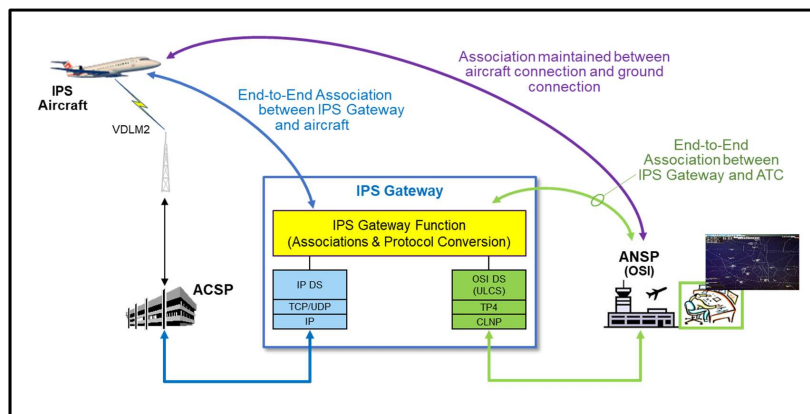 IPS
Aircraft
VDLM2
End-to-End Association
between IPS Gateway
and aircraft
Association maintained between
aircraft connection and ground
connection
End-to-End
Association between
IPS Gateway and ATC
IPS Gateway
IPS Gateway Function
(Associations & Protocol Conversion)
IP DS
TCP/UDP
IP
OSI DS
(ULCS)
TP4
CLNP
ACSP
ANSP
(OSI)